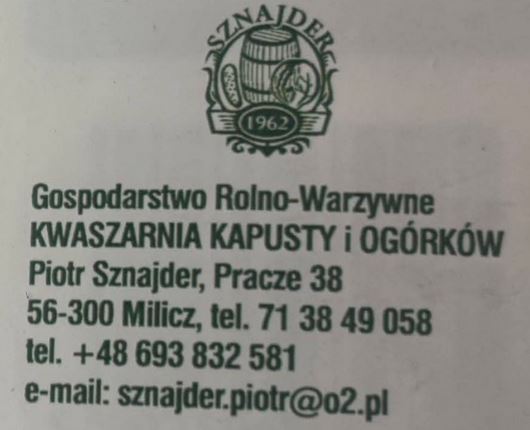 SZNAJDER
1962
Gospodarstwo Rolno-Warzywne
KWASZARNIA KAPUSTY i OGÓRKÓW
Piotr Sznajder, Pracze 38
56-300 Milicz, tel. 71 38 49 058
tel. +48 693 832 581
e-mail: sznajder.piotr@o2.pl